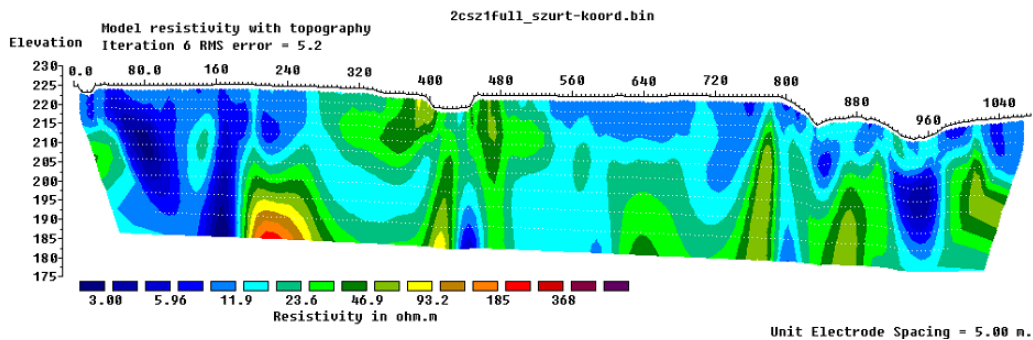 2csz1full_szurt-koord.bin
Model resistivity with topography
Elevation
Iteration 6 RMS error = 5.2
230
0.0 80.0 160 240 320 400 480 560 640 720 800 880 960 1040
225
220
215
210
205
200
195
190
185
180
175
3.00 5.96 11.9 23.6 46.9 93.2 185 368
Resistivity in ohm.m
Unit Electrode Spacing = 5.00 m.